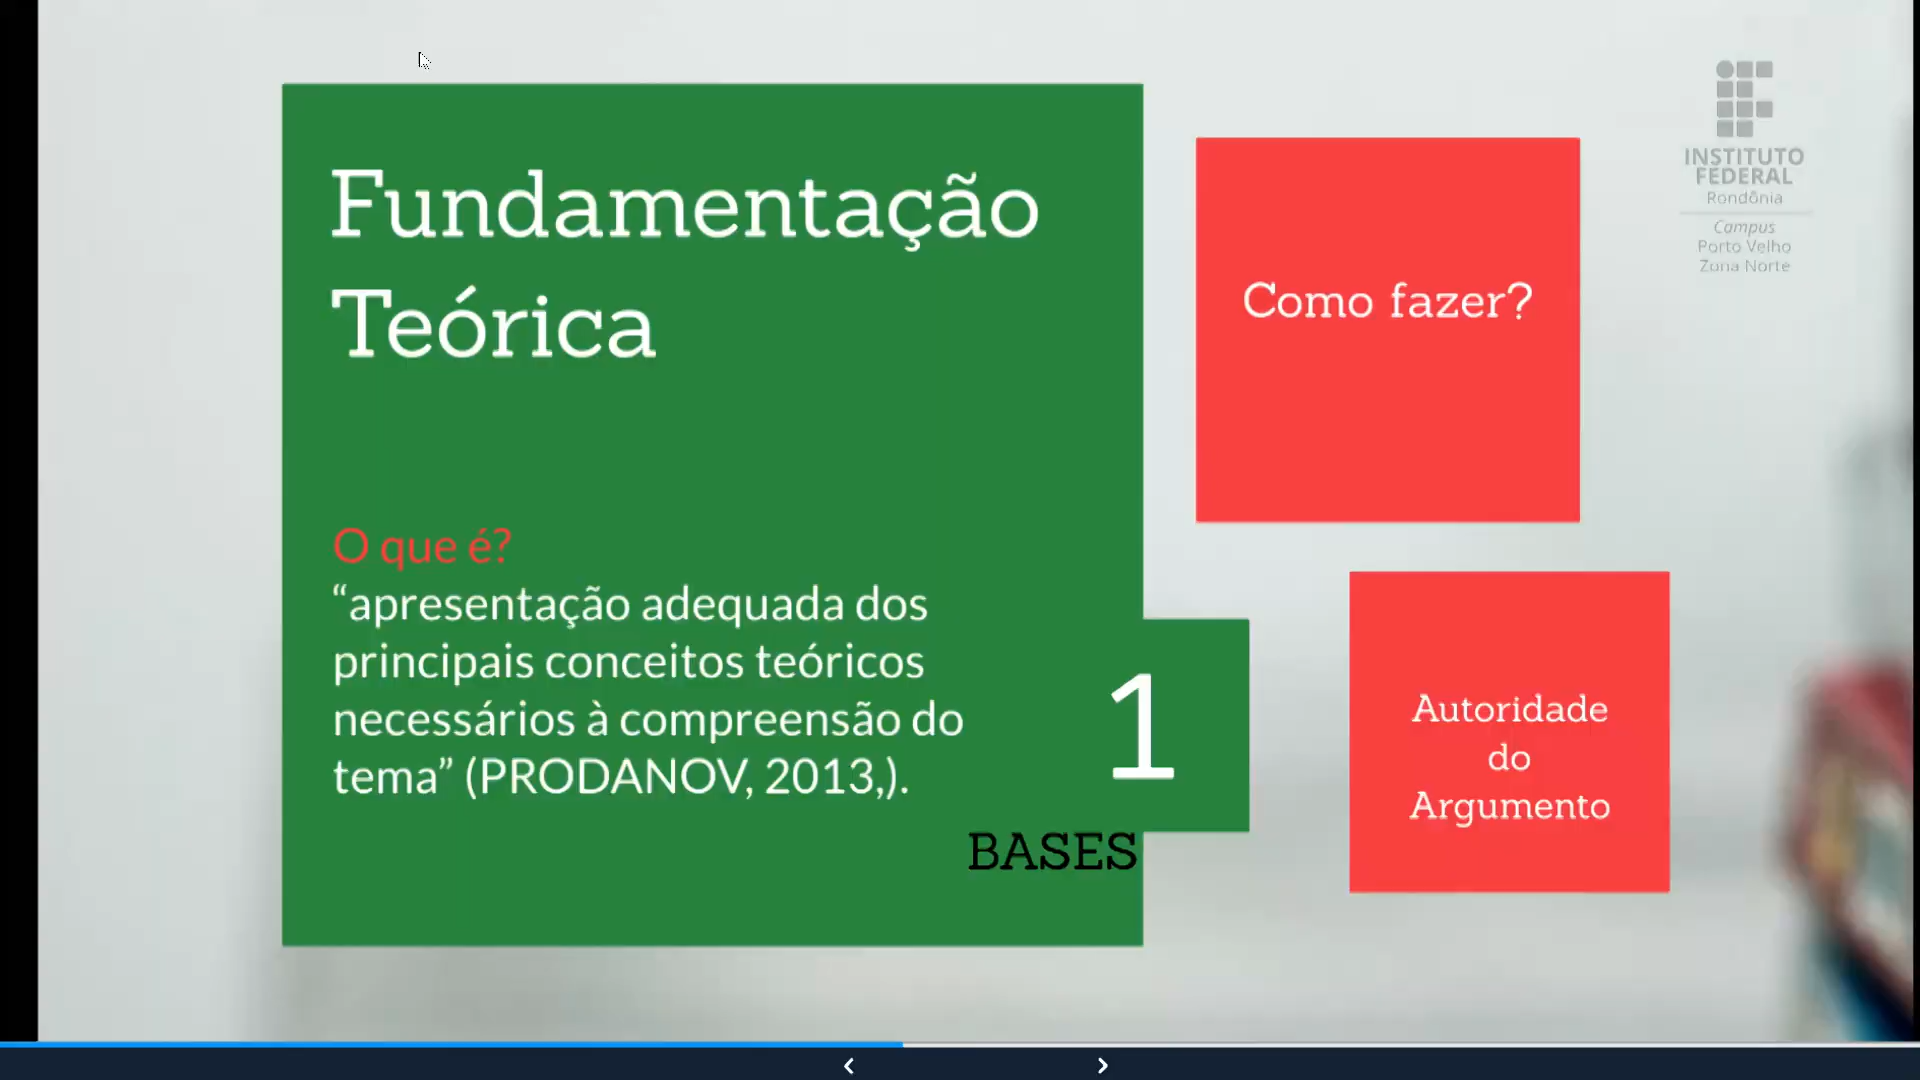 Fundamentação
Teórica
O que é?
“apresentação adequada dos
principais conceitos teóricos
necessários à compreensão do
tema” (PRODANOV, 2013,).
1
BASES
Como fazer?
Autoridade
do
Argumento
INSTITUTO
FEDERAL
Rondônia
Campus
Porto Velho
Zona Norte